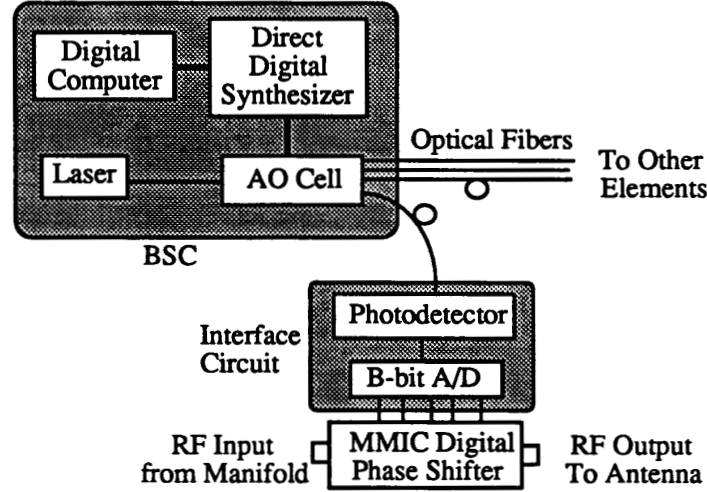 Digital
Computer
Direct
Digital
Synthesizer
Laser
AO Cell
Optical Fibers
To Other
Elements
BSC
Interface
Circuit
Photodetector
B-bit A/D
RF Input
from Manifold
MMIC Digital
Phase Shifter
RF Output
To Antenna